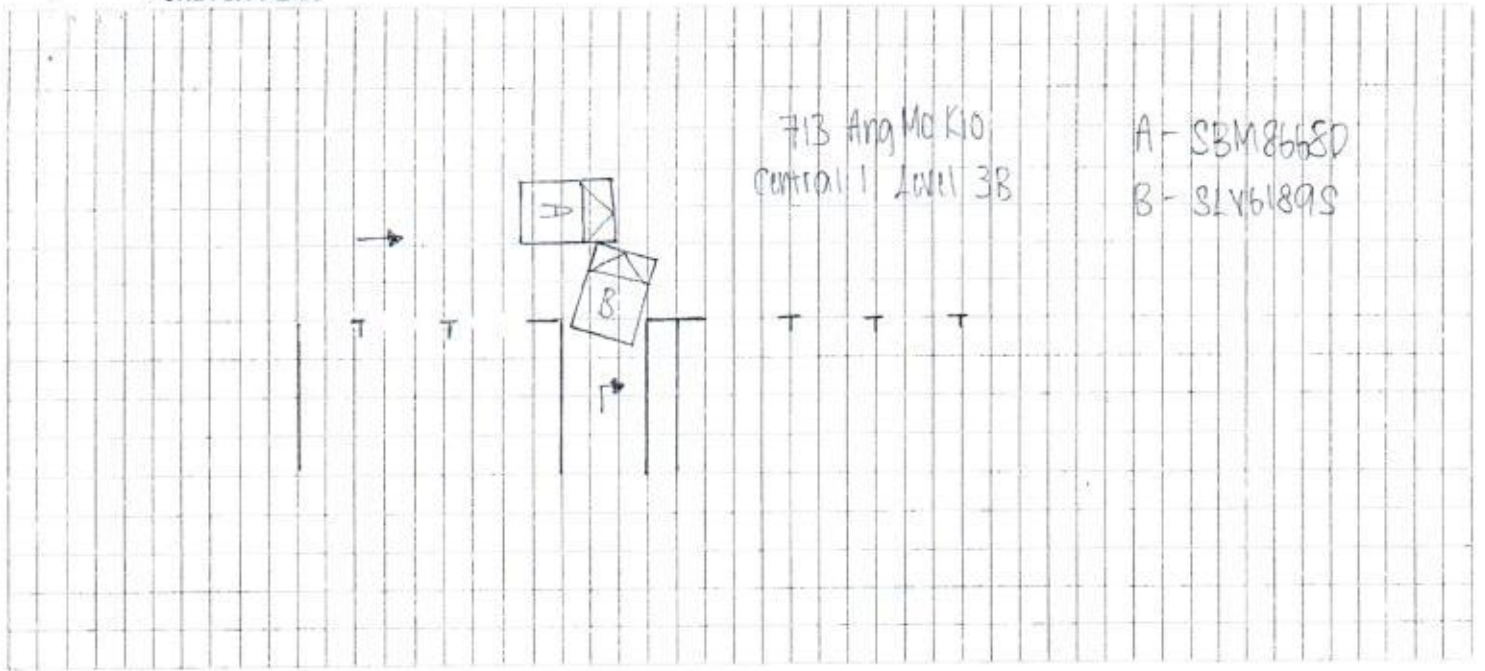 713 Ang Mo Kio
Central 1 Level 3B
A - SBM8668D
B - SLY6189S
A
B